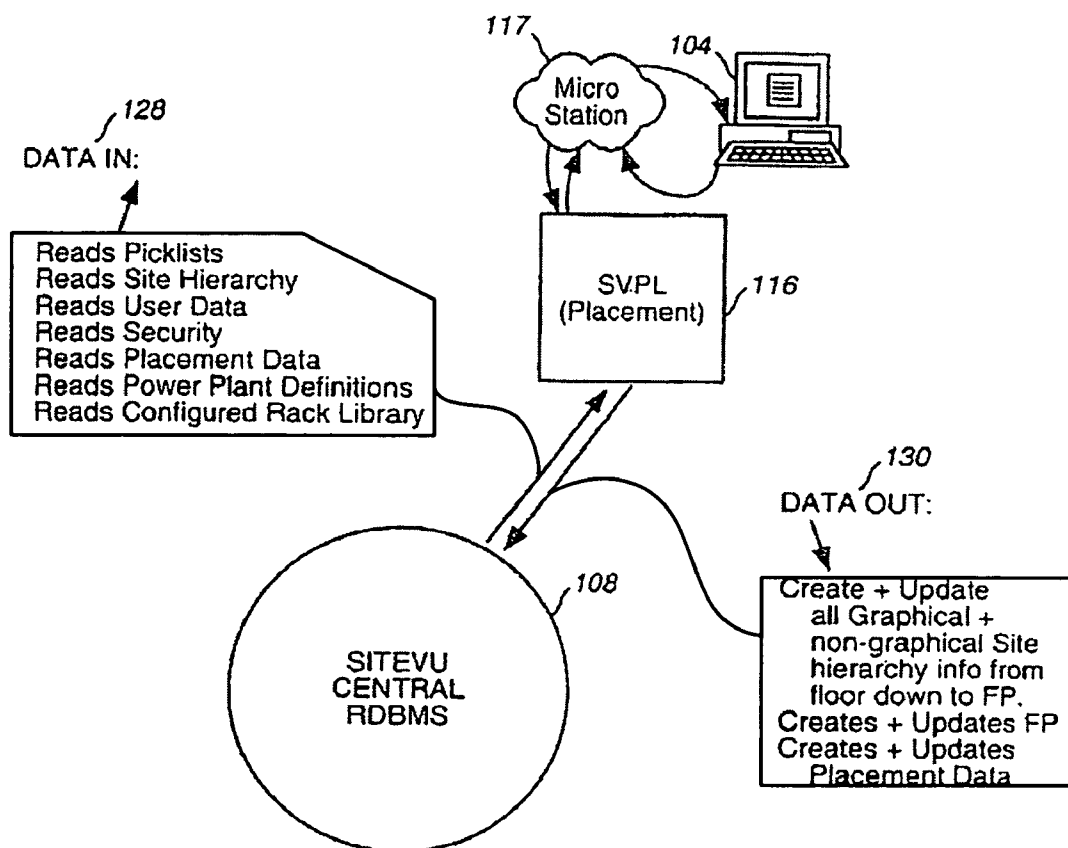 117
104
Micro
Station
128
DATA IN:
Reads Picklists
Reads Site Hierarchy
Reads User Data
Reads Security
Reads Placement Data
Reads Power Plant Definitions
Reads Configured Rack Library
SV.PL
(Placement)
116
130
DATA OUT:
108
SITEVU
CENTRAL
RDBMS
Create + Update
all Graphical +
non-graphical Site
hierarchy info from
floor down to FP.
Creates + Updates FP
Creates + Updates
Placement Data